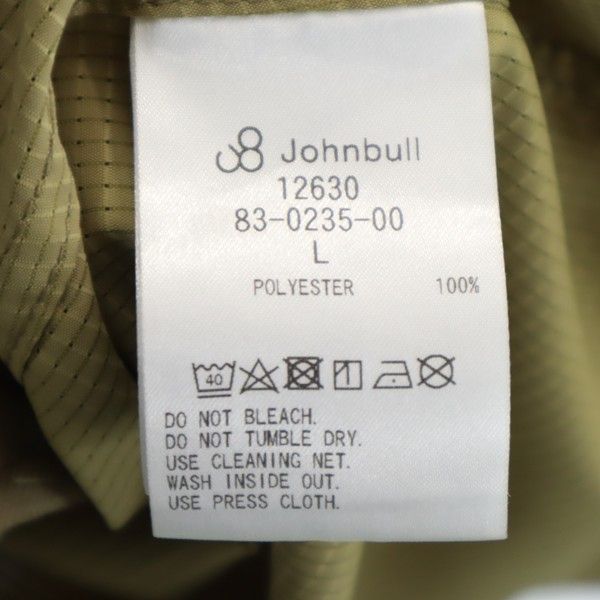 Johnbull
12630
83-0235-00
L
POLYESTER 100%
40
DO NOT BLEACH.
DO NOT TUMBLE DRY.
USE CLEANING NET.
WASH INSIDE OUT.
USE PRESS CLOTH.